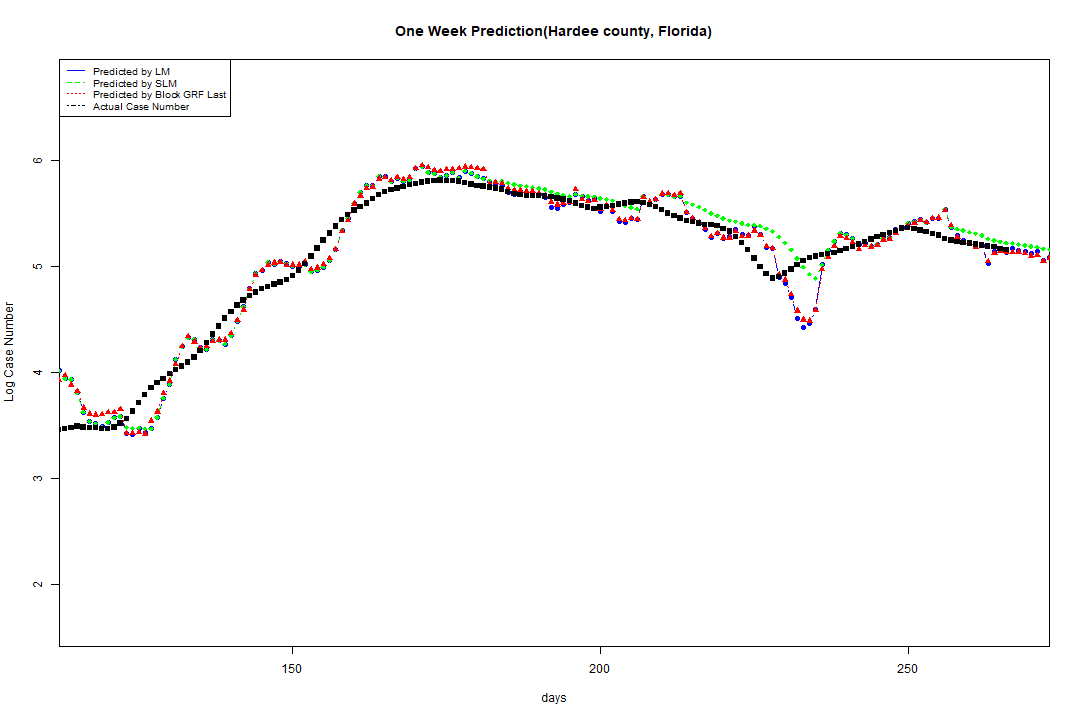 One Week Prediction(Hardee county, Florida)
Predicted by LM
Predicted by SLM
Predicted by Block GRF Last
Actual Case Number
6
5
4
3
2
Log Case Number
150
200
250
days